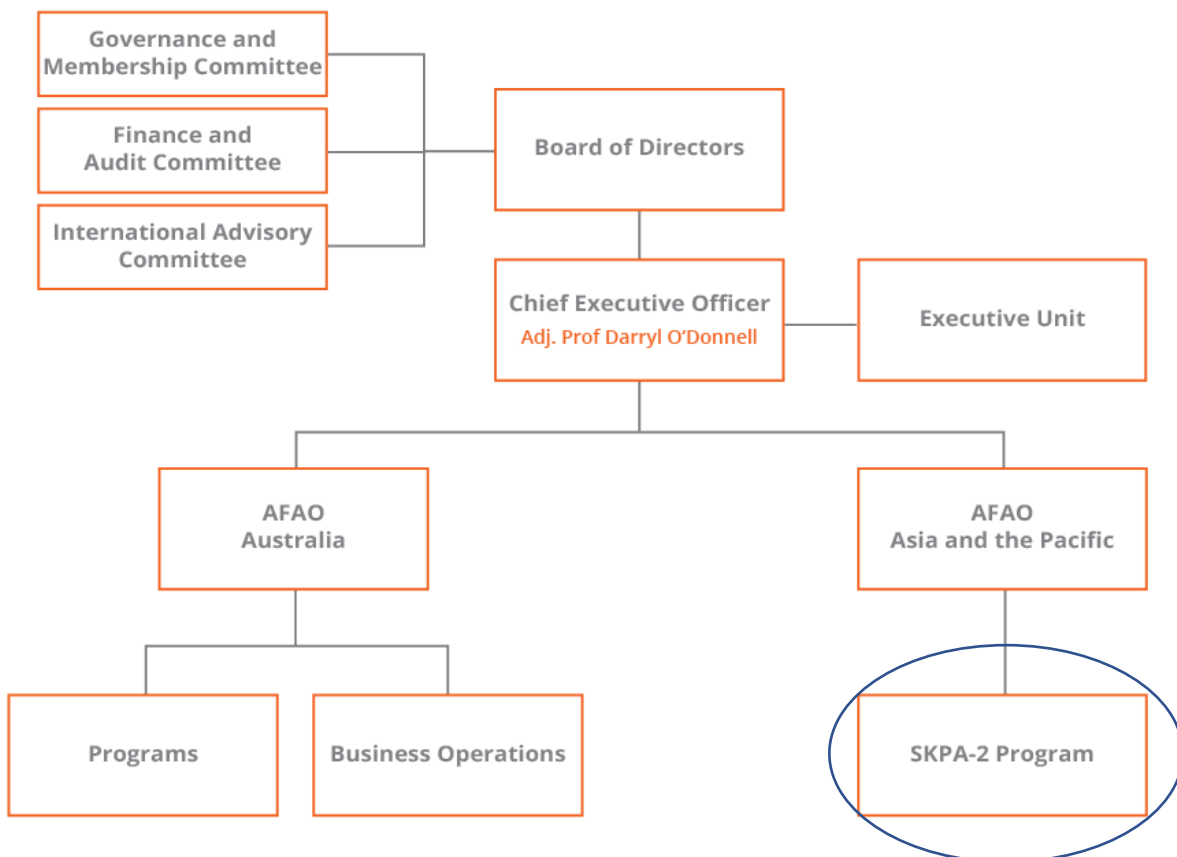 Governance and
Membership Committee
Finance and
Audit Committee
International Advisory
Committee
Board of Directors
Chief Executive Officer
Adj. Prof Darryl O’Donnell
Executive Unit
AFAO
Australia
AFAO
Asia and the Pacific
Programs
Business Operations
SKPA-2 Program